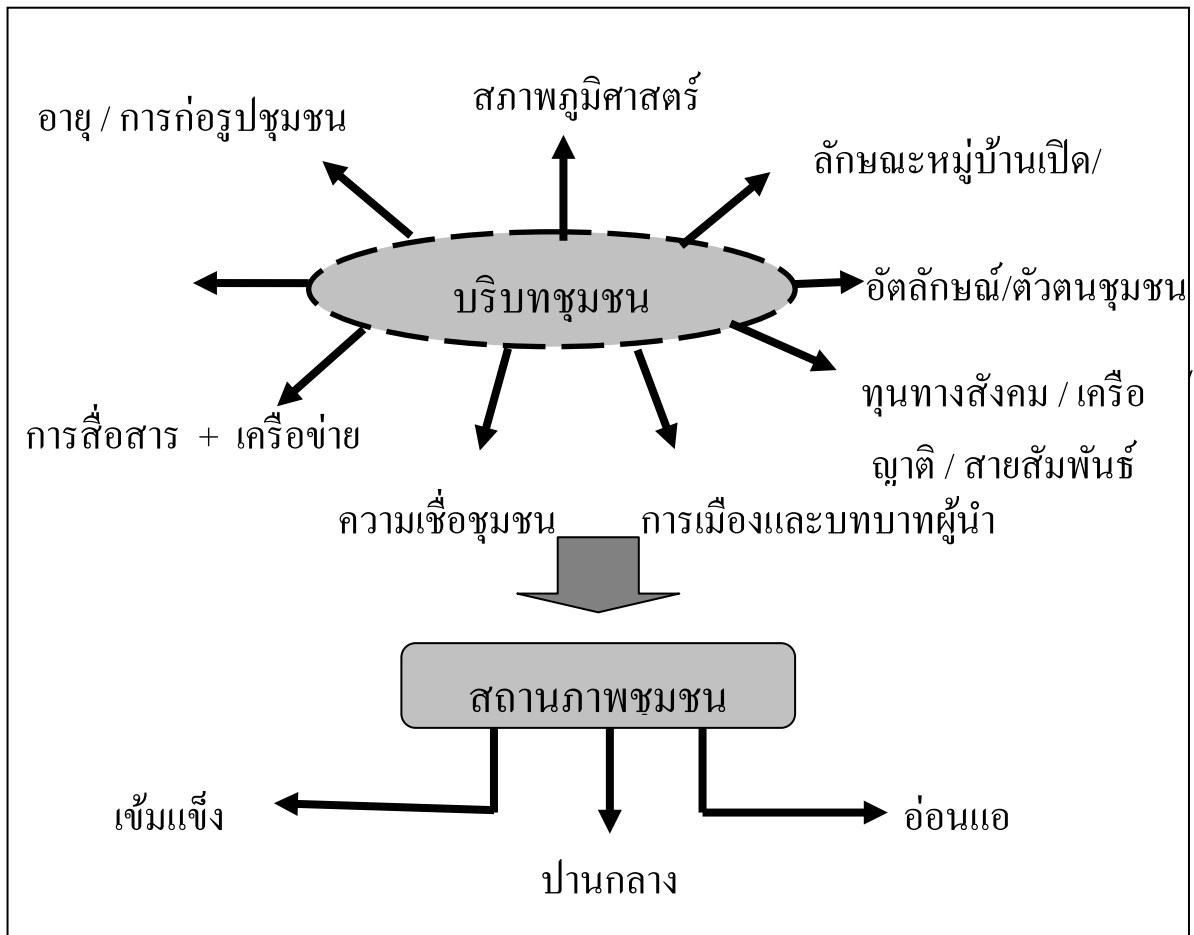 สภาพภูมิศาสตร์
อายุ / การก่อรูปชุมชน
ลักษณะหมู่บ้านเปิด/
บริบทชุมชน
อัตลักษณ์/ตัวตนชุมชน
ทุนทางสังคม / เครือ
การสื่อสาร + เครือข่าย
ญาติ / สายสัมพันธ์
ความเชื่อชุมชน
การเมืองและบทบาทผู้นำ
สถานภาพชุมชน
เข้มแข็ง
อ่อนแอ
ปานกลาง